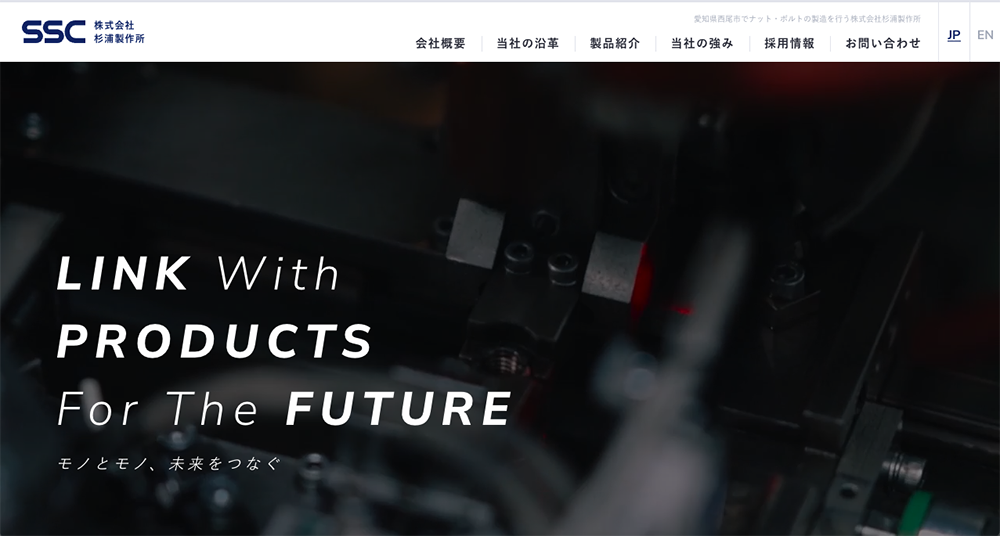 SSC
株式会社
杉浦製作所
愛知県西尾市でナット・ボルトの製造を行う株式会社杉浦製作所
会社概要 当社の沿革 製品紹介 当社の強み 採用情報 お問い合わせ
JP EN
LINK With
PRODUCTS
For The FUTURE
モノとモノ、未来をつなぐ